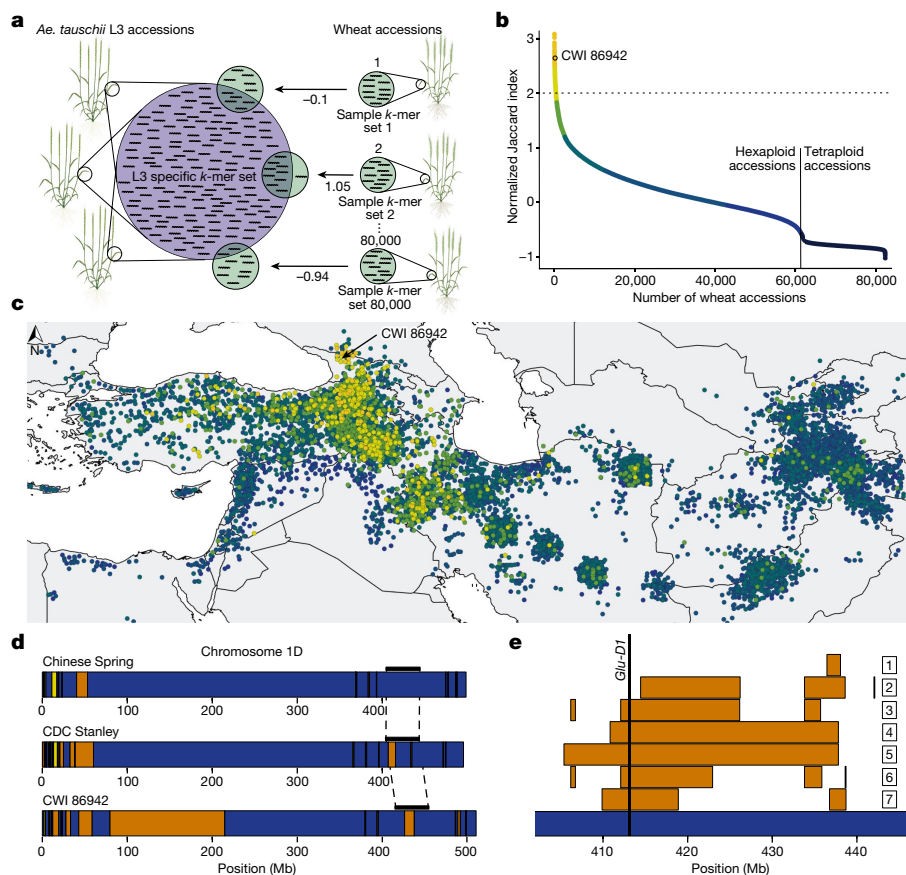 a
Ae. tauschii L3 accessions
Wheat accessions
1
−0.1
Sample k-mer
set 1
2
L3 specific k-mer set
1.05
Sample k-mer
set 2
80,000
−0.94
Sample k-mer
set 80,000
b
Normalized Jaccard index
3
2
1
0
−1
CWI 86942
Hexaploid
accessions
Tetraploid
accessions
0
20,000
40,000
60,000
80,000
Number of wheat accessions
c
N
CWI 86942
d
Chromosome 1D
Chinese Spring
0
100
200
300
400
CDC Stanley
0
100
200
300
400
CWI 86942
0
100
200
300
400
500
Position (Mb)
e
Glu-D1
1
2
3
4
5
6
7
410
420
430
440
Position (Mb)